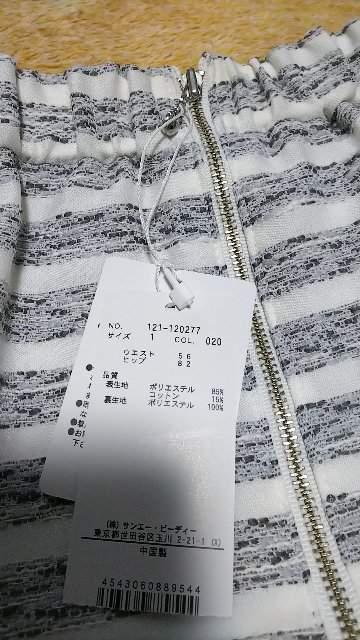 NO. 121-120277
サイズ 1 COL. 020
ウエスト 56
ヒップ 82
品質
表生地 ポリエステル 85%
コットン 15%
裏生地 ポリエステル 100%
(株) サンエー・ビーディー
東京都世田谷区玉川 2-21-1 (X)
中国製
4543060889544